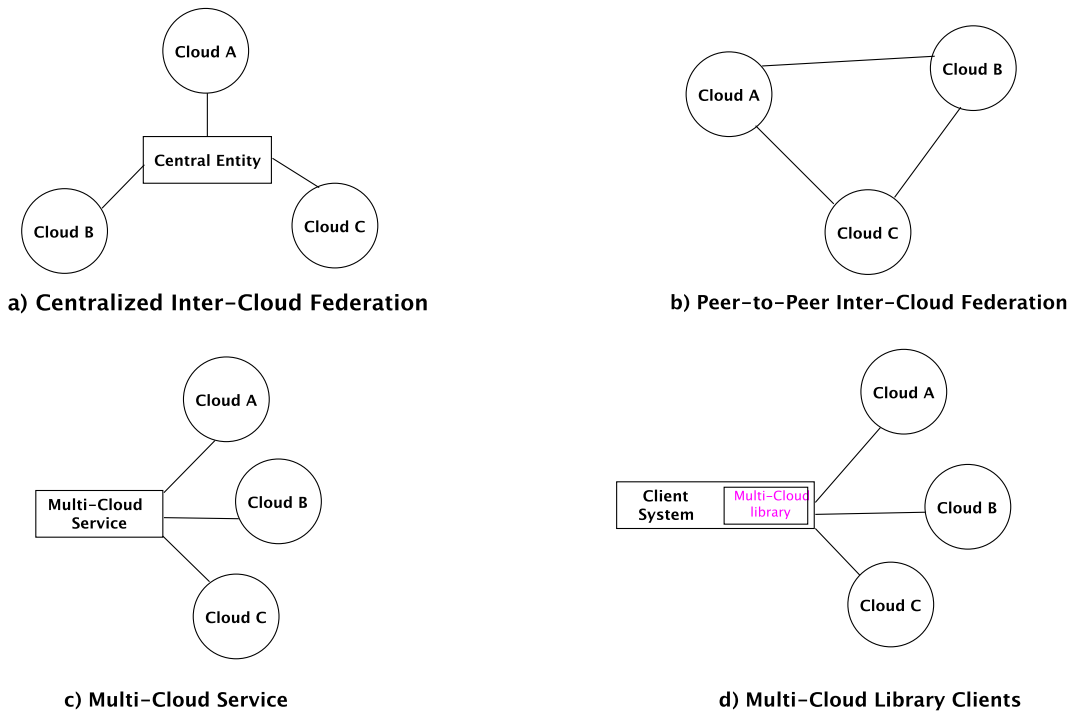 Cloud A
Central Entity
Cloud B
Cloud C
a) Centralized Inter-Cloud Federation
Cloud A
Cloud B
Cloud C
b) Peer-to-Peer Inter-Cloud Federation
Cloud A
Multi-Cloud
Service
Cloud B
Cloud C
c) Multi-Cloud Service
Cloud A
Client
System
Multi-Cloud
library
Cloud B
Cloud C
d) Multi-Cloud Library Clients